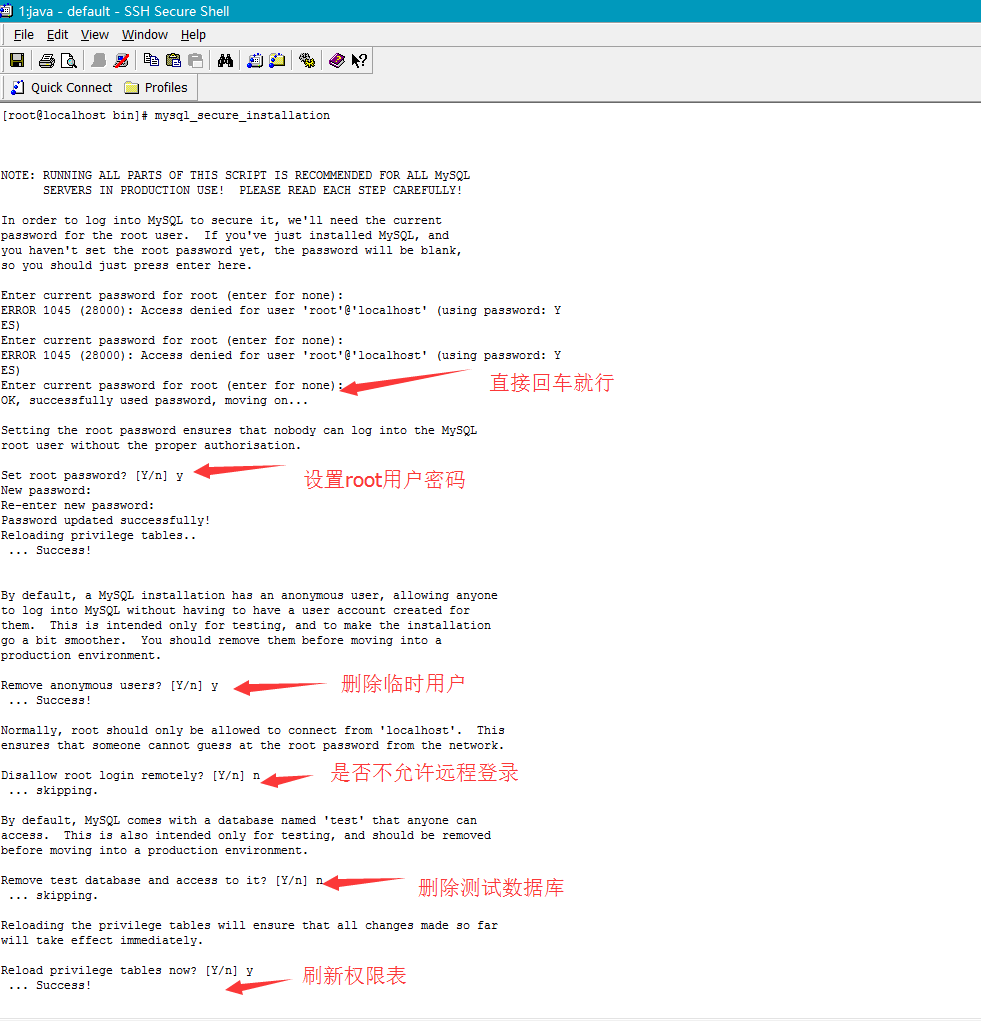 1:java - default - SSH Secure Shell
File Edit View Window Help
Quick Connect Profiles
[root@localhost bin]# mysql_secure_installation
NOTE: RUNNING ALL PARTS OF THIS SCRIPT IS RECOMMENDED FOR ALL MySQL
SERVERS IN PRODUCTION USE!  PLEASE READ EACH STEP CAREFULLY!
In order to log into MySQL to secure it, we'll need the current
password for the root user.  If you've just installed MySQL, and
you haven't set the root password yet, the password will be blank,
so you should just press enter here.
Enter current password for root (enter for none):
ERROR 1045 (28000): Access denied for user 'root'@'localhost' (using password: Y
ES)
Enter current password for root (enter for none):
ERROR 1045 (28000): Access denied for user 'root'@'localhost' (using password: Y
ES)
Enter current password for root (enter for none):
直接回车就行
OK, successfully used password, moving on...
Setting the root password ensures that nobody can log into the MySQL
root user without the proper authorisation.
Set root password? [Y/n] y
设置root用户密码
New password:
Re-enter new password:
Password updated successfully!
Reloading privilege tables..
... Success!
By default, a MySQL installation has an anonymous user, allowing anyone
to log into MySQL without having to have a user account created for
them.  This is intended only for testing, and to make the installation
go a bit smoother.  You should remove them before moving into a
production environment.
Remove anonymous users? [Y/n] y
删除临时用户
... Success!
Normally, root should only be allowed to connect from 'localhost'.  This
ensures that someone cannot guess at the root password from the network.
Disallow root login remotely? [Y/n] n
是否不允许远程登录
... skipping.
By default, MySQL comes with a database named 'test' that anyone can
access.  This is also intended only for testing, and should be removed
before moving into a production environment.
Remove test database and access to it? [Y/n] n
删除测试数据库
... skipping.
Reloading the privilege tables will ensure that all changes made so far
will take effect immediately.
Reload privilege tables now? [Y/n] y
刷新权限表
... Success!